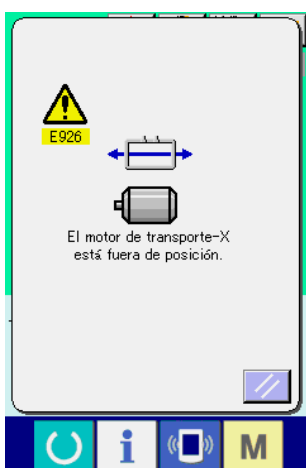 E926
El motor de transporte-X
está fuera de posición.
i
M